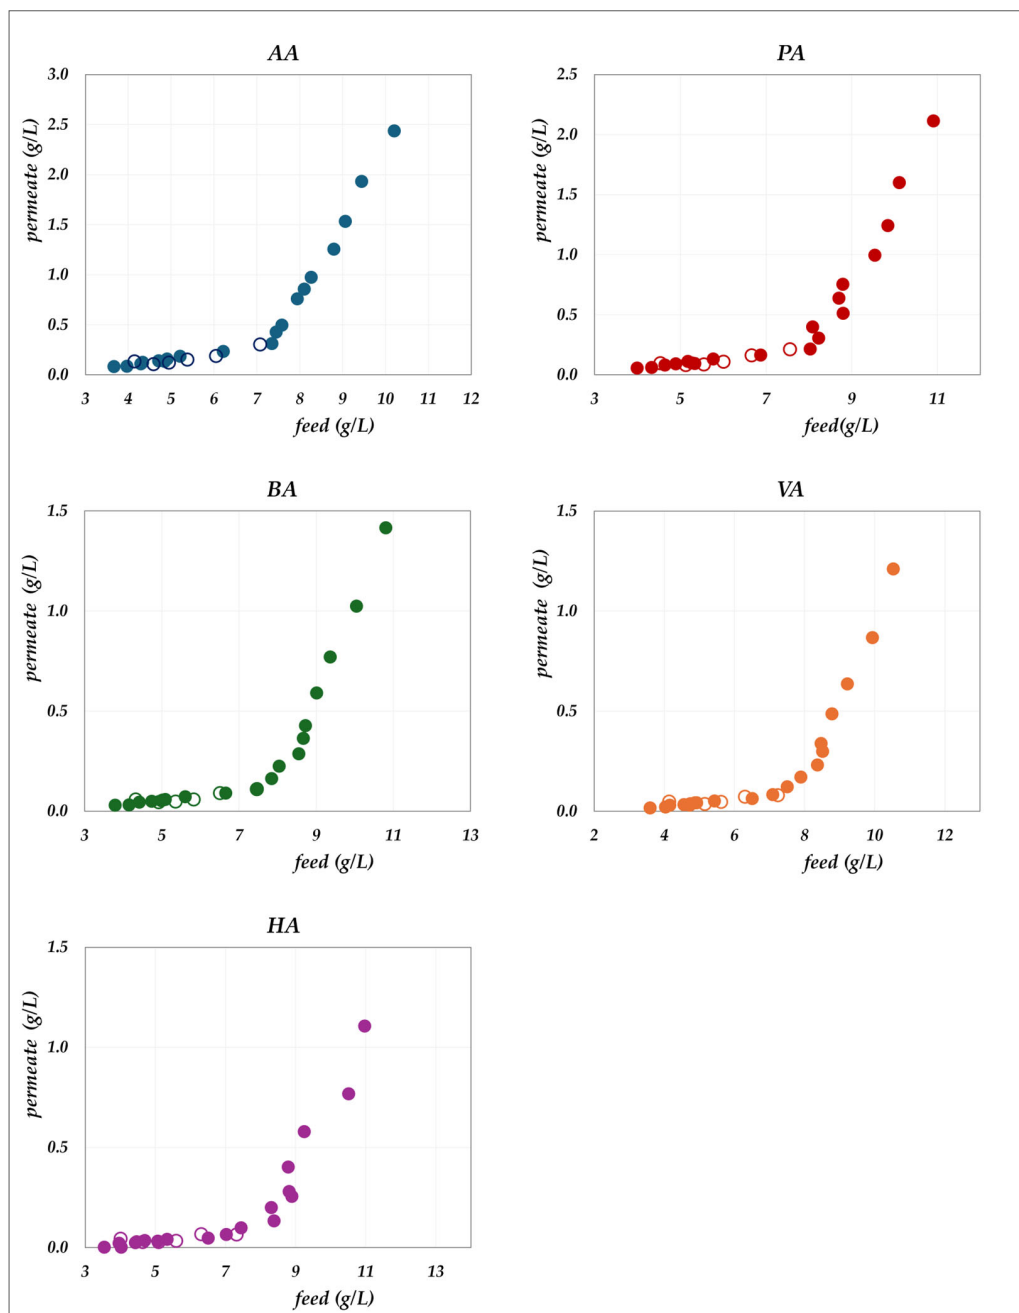 AA
3.0
2.5
2.0
1.5
1.0
0.5
0.0
permeate (g/L)
3 4 5 6 7 8 9 10 11 12
feed (g/L)
PA
2.5
2.0
1.5
1.0
0.5
0.0
permeate (g/L)
3 5 7 9 11
feed(g/L)
BA
1.5
1.0
0.5
0.0
permeate (g/L)
3 5 7 9 11 13
feed (g/L)
VA
1.5
1.0
0.5
0.0
permeate (g/L)
2 4 6 8 10 12
feed (g/L)
HA
1.5
1.0
0.5
0.0
permeate (g/L)
3 5 7 9 11 13
feed (g/L)